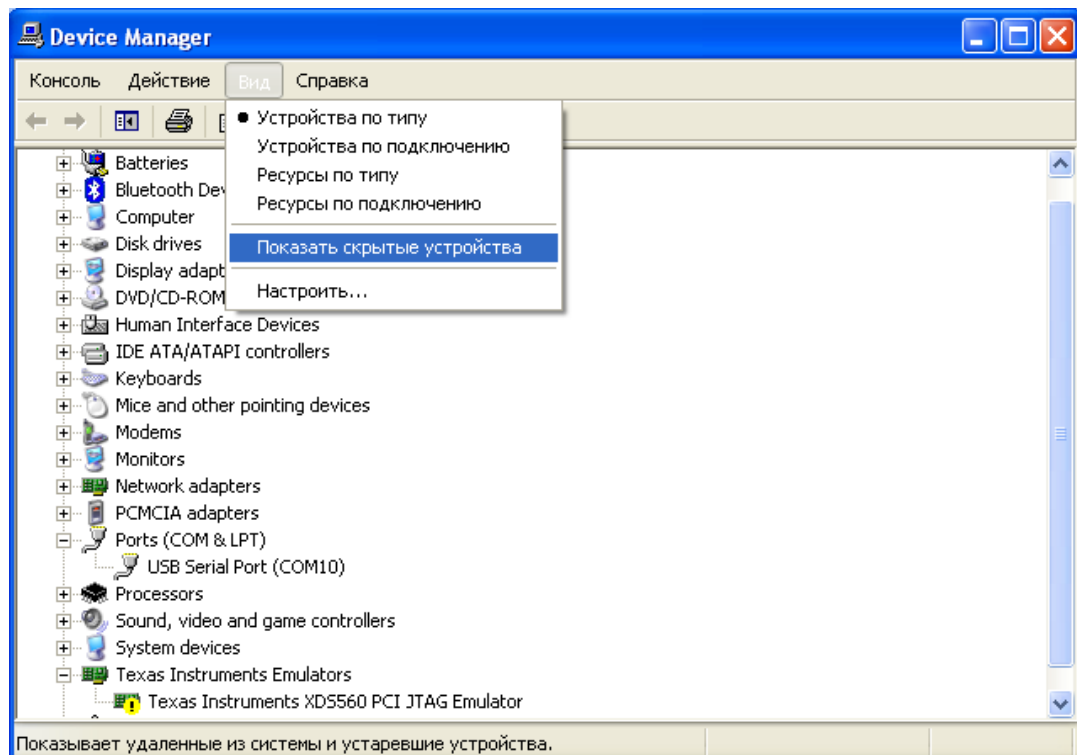 Device Manager
Консоль Действие Вид Справка
Устройства по типу
Устройства по подключению
Ресурсы по типу
Ресурсы по подключению
Показать скрытые устройства
Настроить...
Batteries
Bluetooth Dev
Computer
Disk drives
Display adapt
DVD/CD-ROM
Human Interface Devices
IDE ATA/ATAPI controllers
Keyboards
Mice and other pointing devices
Modems
Monitors
Network adapters
PCMCIA adapters
Ports (COM & LPT)
USB Serial Port (COM10)
Processors
Sound, video and game controllers
System devices
Texas Instruments Emulators
Texas Instruments XDS560 PCI JTAG Emulator
Показывает удаленные из системы и устаревшие устройства.